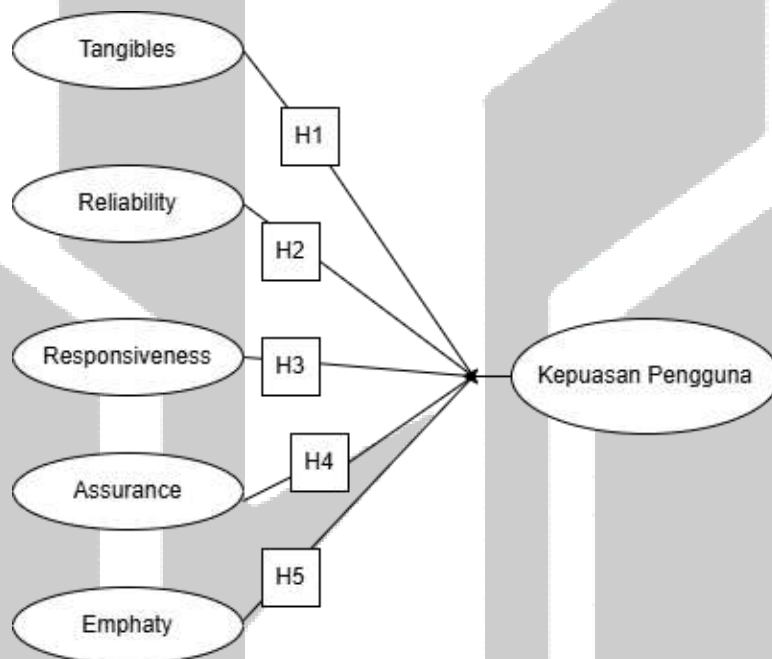 Tangibles
H1
Reliability
H2
Responsiveness
H3
Kepuasan Pengguna
Assurance
H4
Emphaty
H5